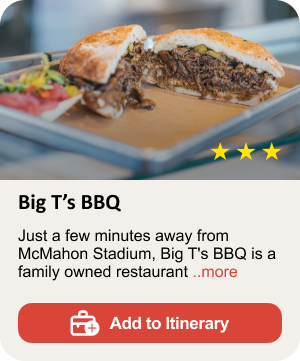 Big T’s BBQ
Just a few minutes away from
McMahon Stadium, Big T's BBQ is a
family owned restaurant ..more
Add to Itinerary